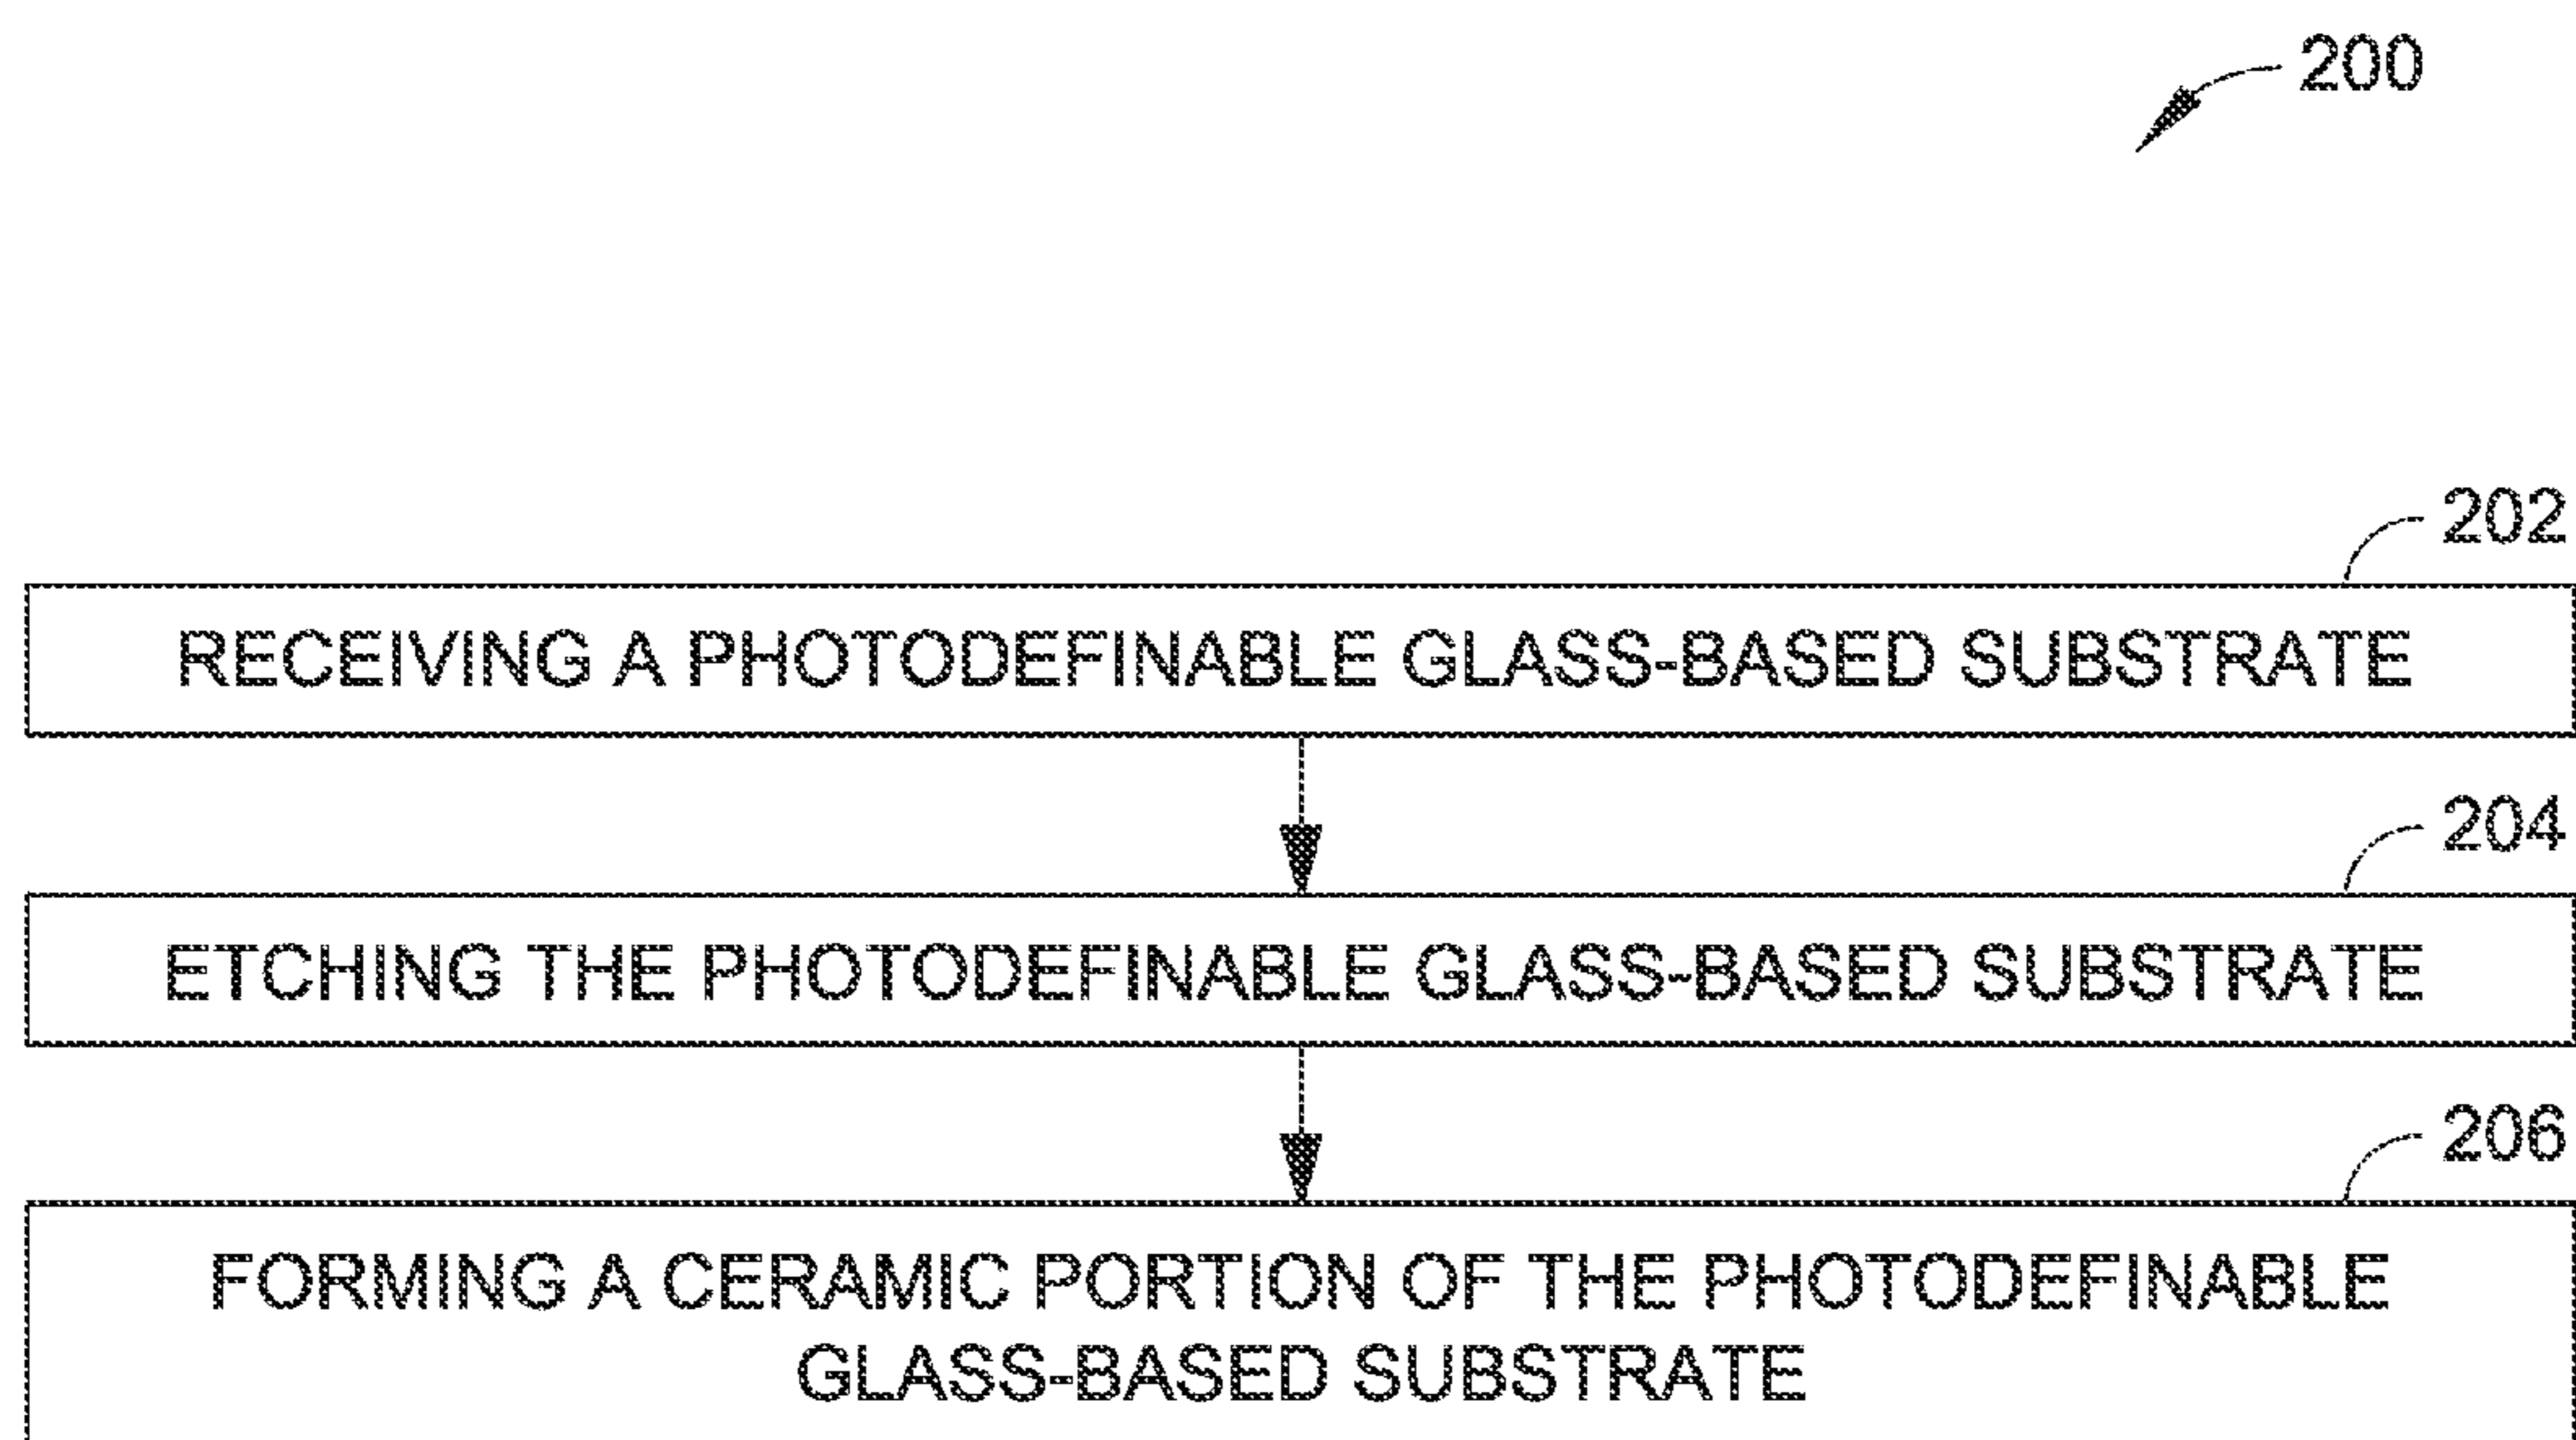 200
202
RECEIVING A PHOTODEFINABLE GLASS-BASED SUBSTRATE
204
ETCHING THE PHOTODEFINABLE GLASS-BASED SUBSTRATE
206
FORMING A CERAMIC PORTION OF THE PHOTODEFINABLE
GLASS-BASED SUBSTRATE